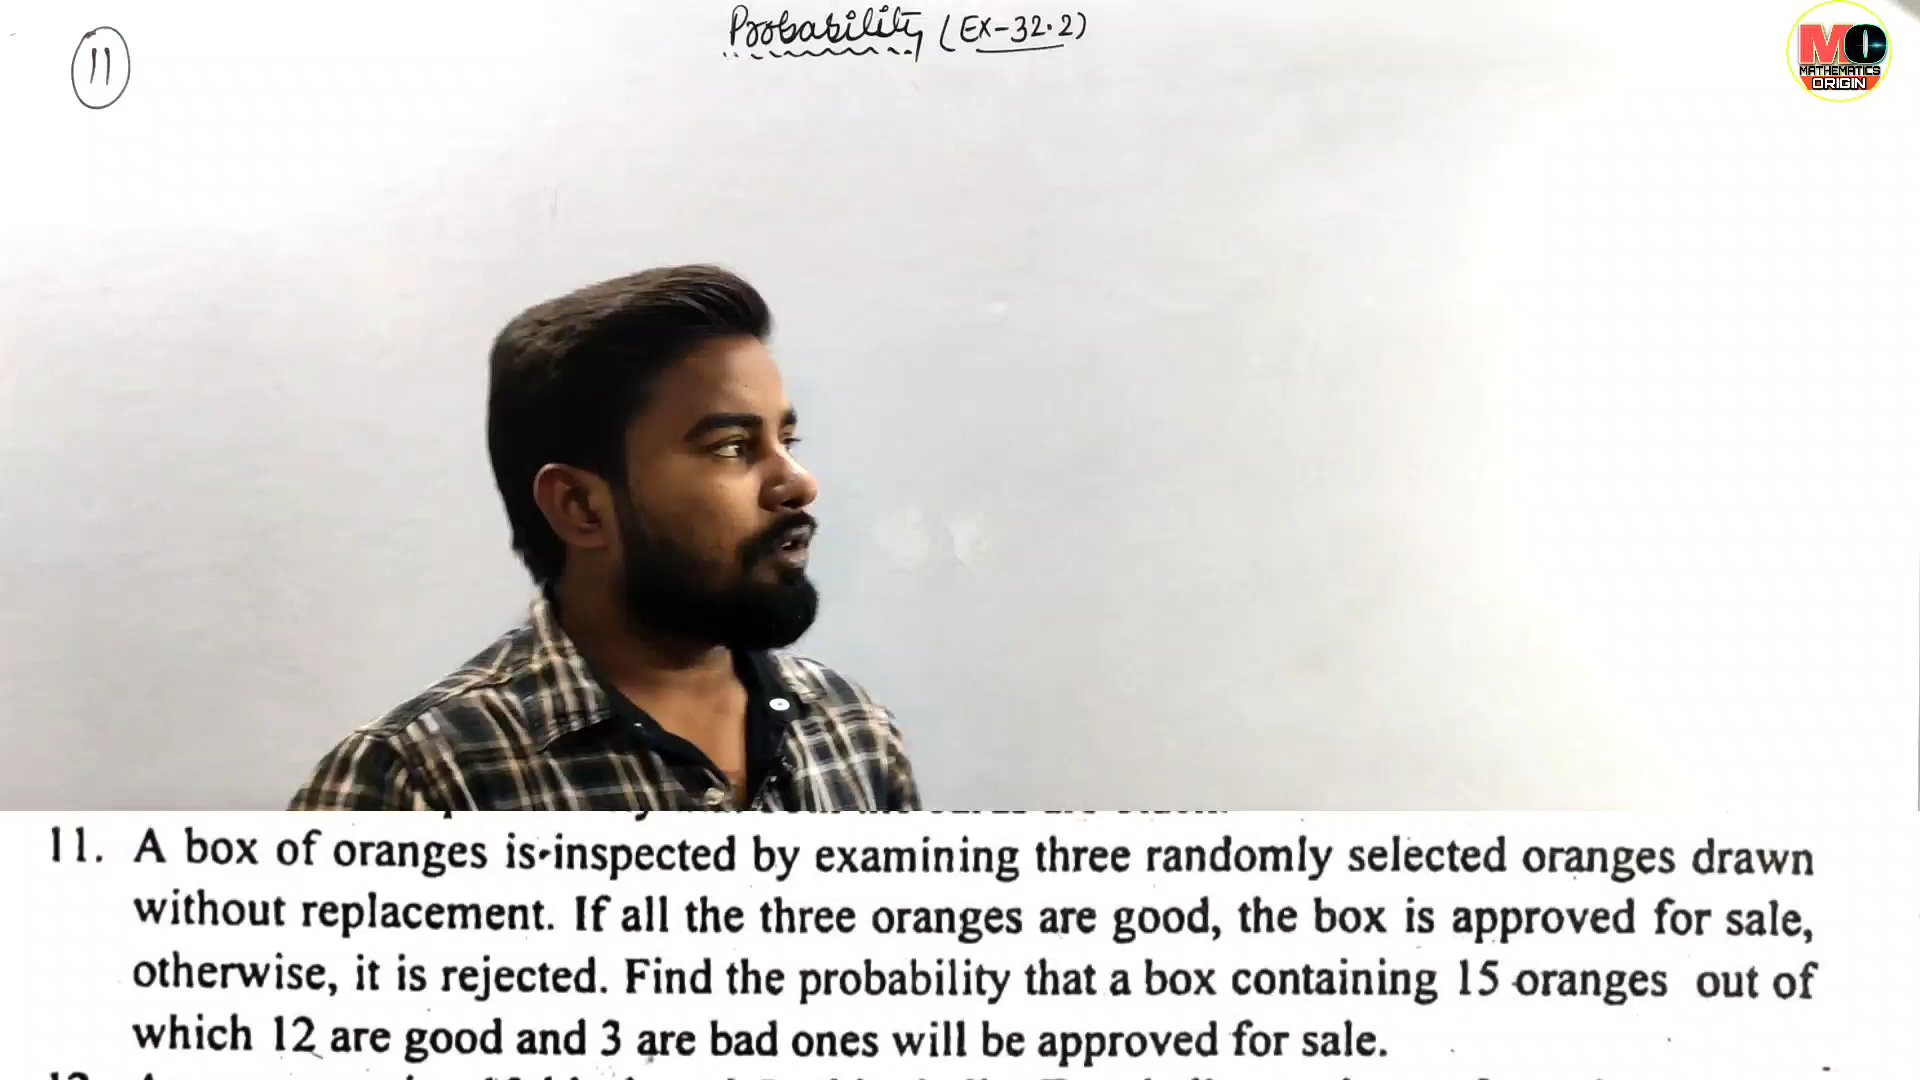 Probability (EX-32.2)
11
MC
MATHEMATICS
ORIGIN
11. A box of oranges is inspected by examining three randomly selected oranges drawn
without replacement. If all the three oranges are good, the box is approved for sale,
otherwise, it is rejected. Find the probability that a box containing 15 oranges out of
which 12 are good and 3 are bad ones will be approved for sale.